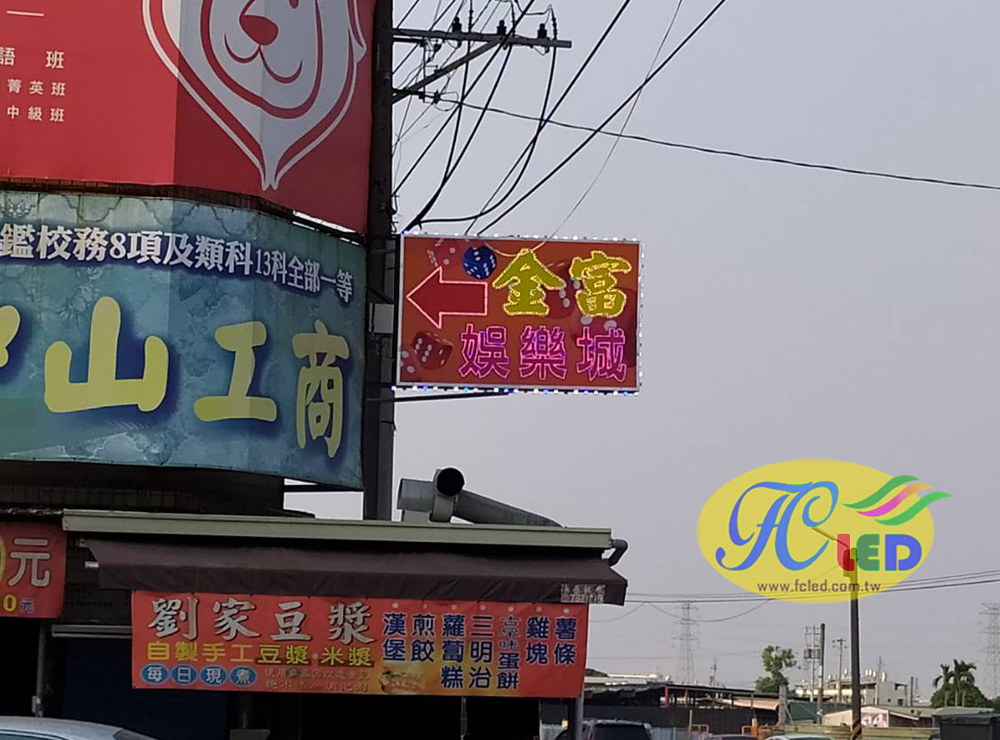 語 班
菁英班
中級班
鑑校務8項及類科13科全部一等
山工商
金富
娛樂城
FC LED
www.fcled.com.tw
元
0元
劉家豆漿
自製手工豆漿·米漿
每日現煮
漢堡
煎餃
蘿蔔糕
三明治
蛋餅
雞塊
薯條